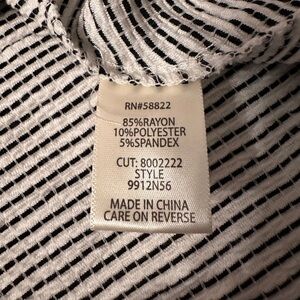 RN#58822
85%RAYON
10%POLYESTER
5%SPANDEX
CUT: 8002222
STYLE
9912N56
MADE IN CHINA
CARE ON REVERSE